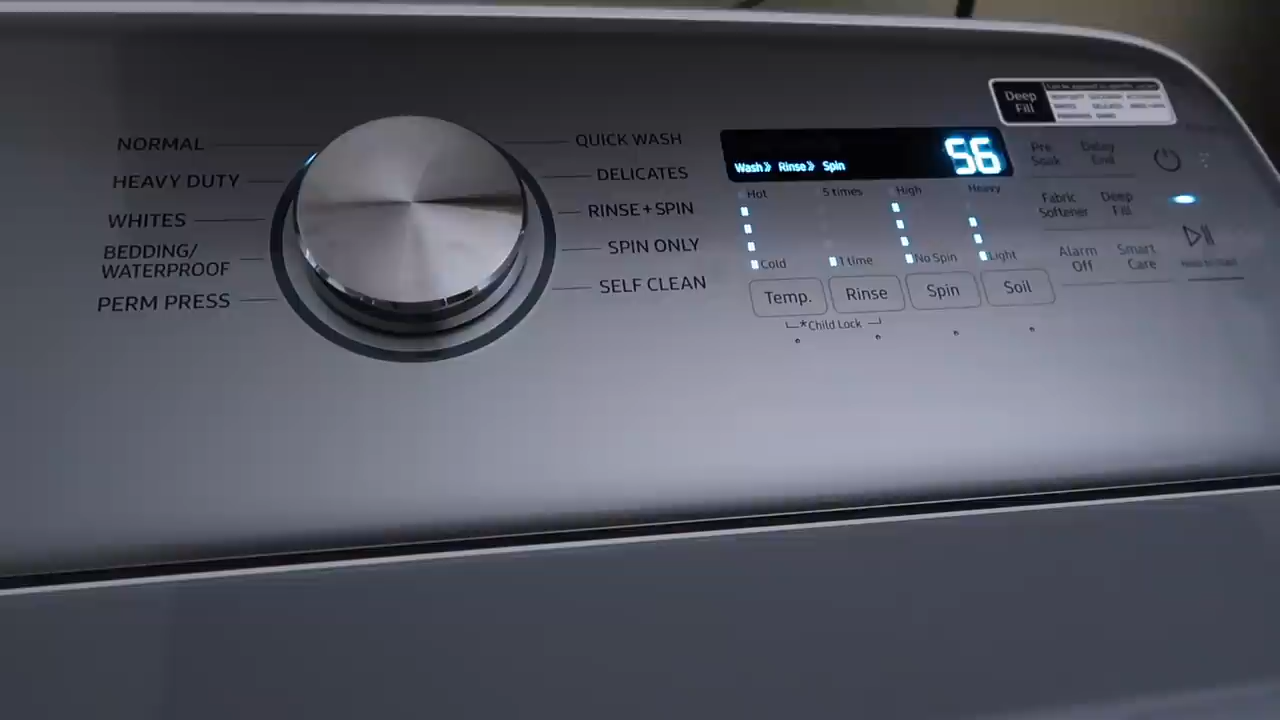 NORMAL
HEAVY DUTY
WHITES
BEDDING/
WATERPROOF
PERM PRESS
QUICK WASH
DELICATES
RINSE+SPIN
SPIN ONLY
SELF CLEAN
Wash» Rinse» Spin
56
Hot
5 times
High
Heavy
Cold
1 time
No Spin
Light
Temp.
Rinse
Spin
Soil
*Child Lock
Deep
Fill
Pre
Soak
Delay
End
Fabric
Softener
Deep
Fill
Alarm
Off
Smart
Care